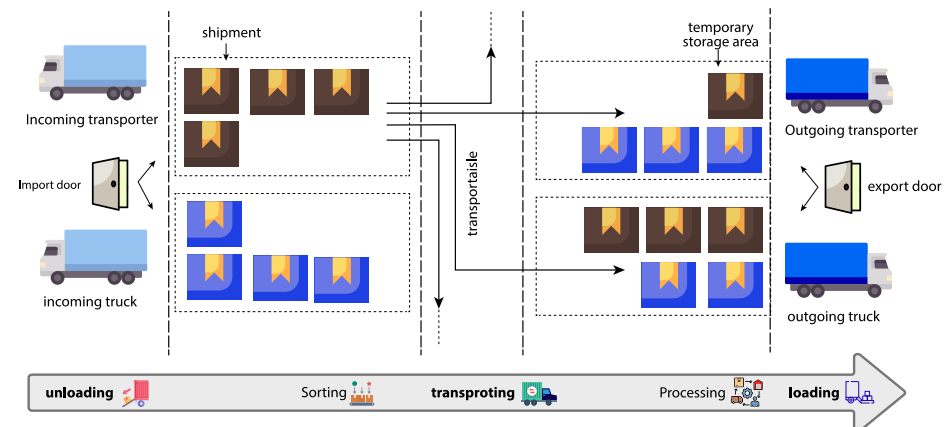 shipment
temporary
storage area
Incoming transporter
Outgoing transporter
Import door
transportaisle
export door
incoming truck
outgoing truck
unloading
Sorting
transproting
Processing
loading